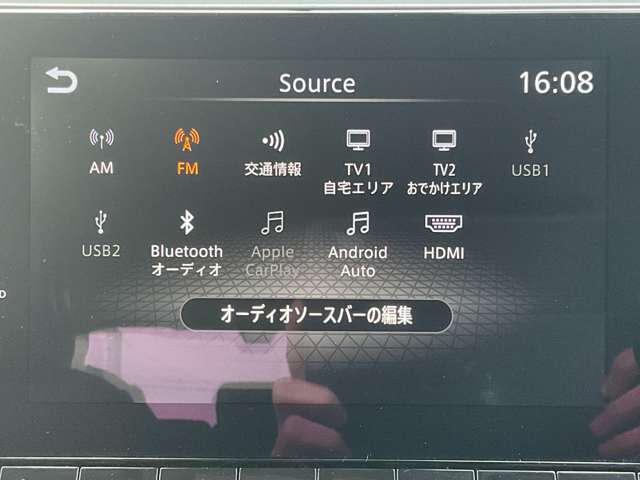 Source
16:08
AM
FM
交通情報
TV1
自宅エリア
TV2
おでかけエリア
USB1
USB2
Bluetooth
オーディオ
Apple
CarPlay
Android
Auto
HDMI
オーディオソースバーの編集